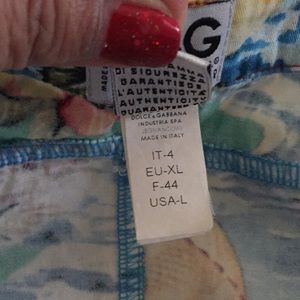 G
DI SICUREZZA
GARANTISCE
L'AUTENTICITÀ
AUTHENTICITY
DOLCE & GABBANA
INDUSTRIA SPA
MADE IN ITALY
IT-4
EU-XL
F-44
USA-L